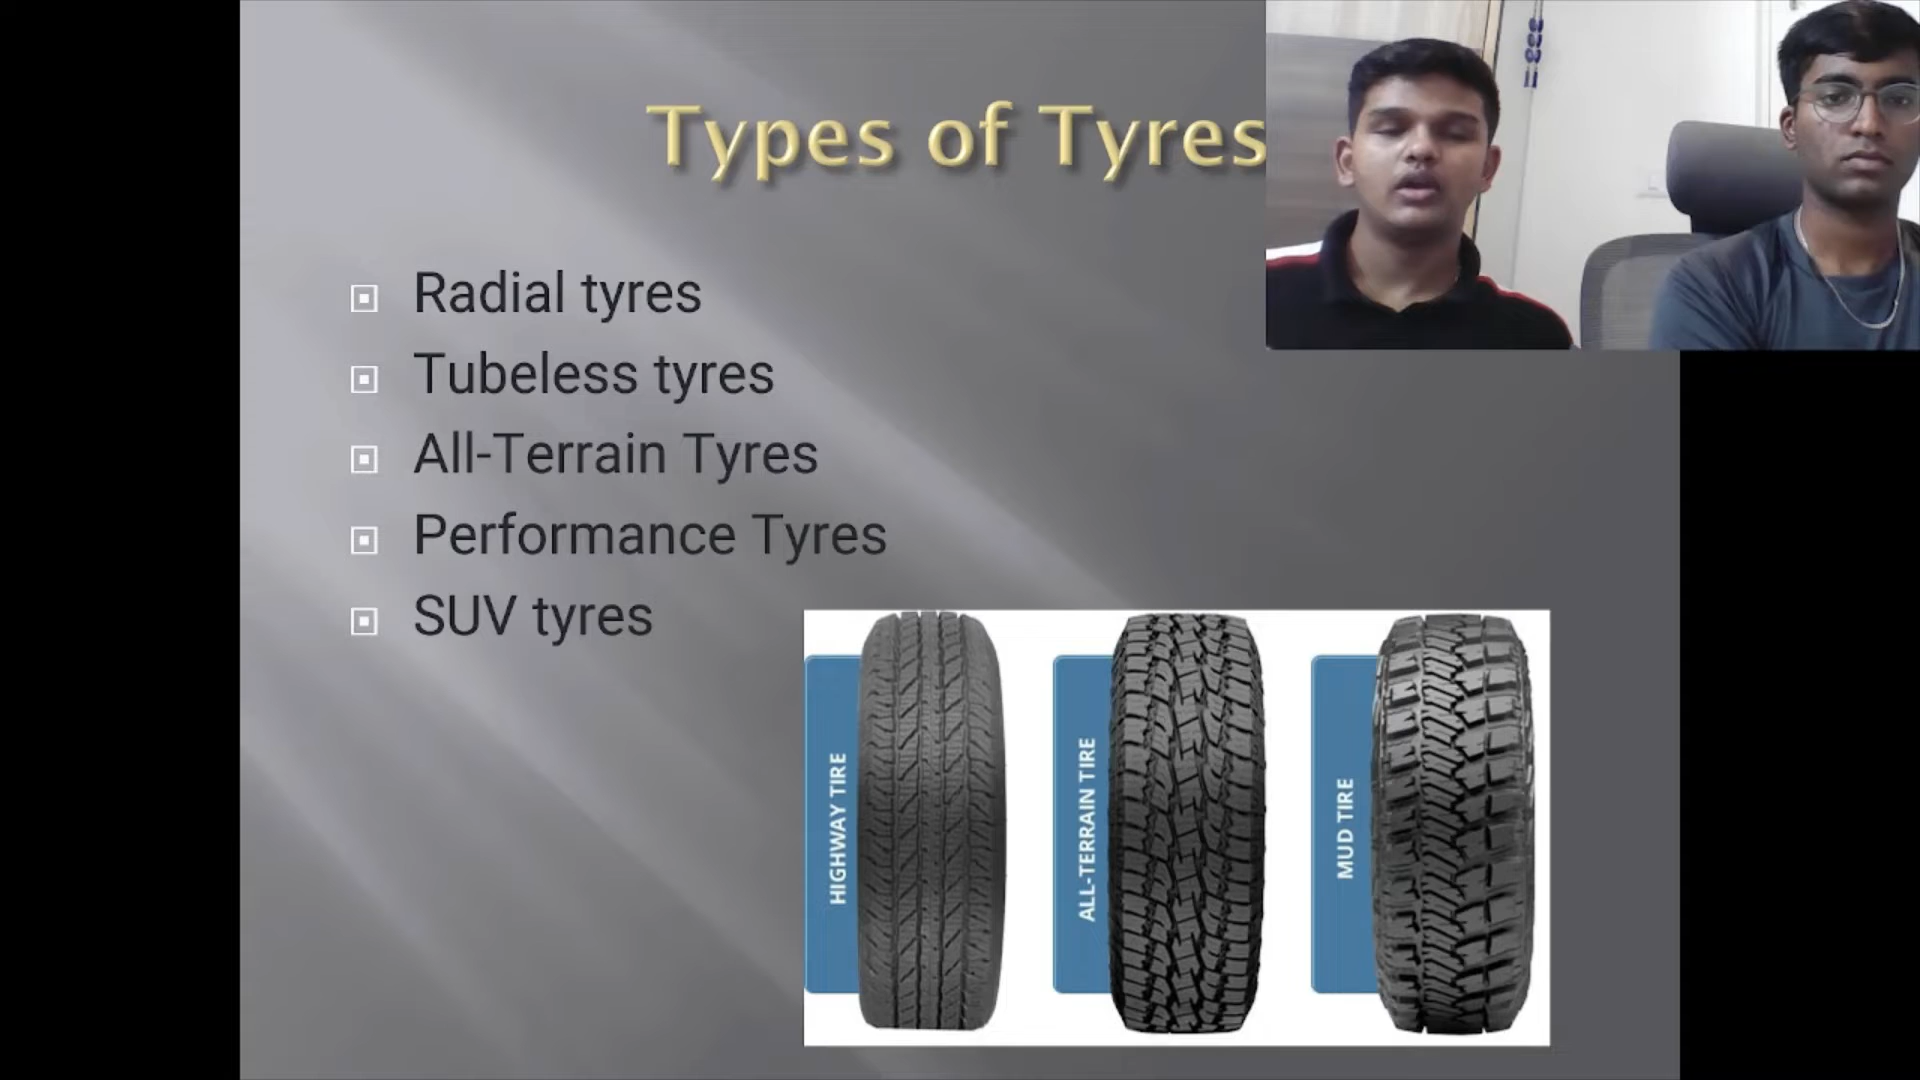 Types of Tyres
Radial tyres
Tubeless tyres
All-Terrain Tyres
Performance Tyres
SUV tyres
HIGHWAY TIRE
ALL-TERRAIN TIRE
MUD TIRE